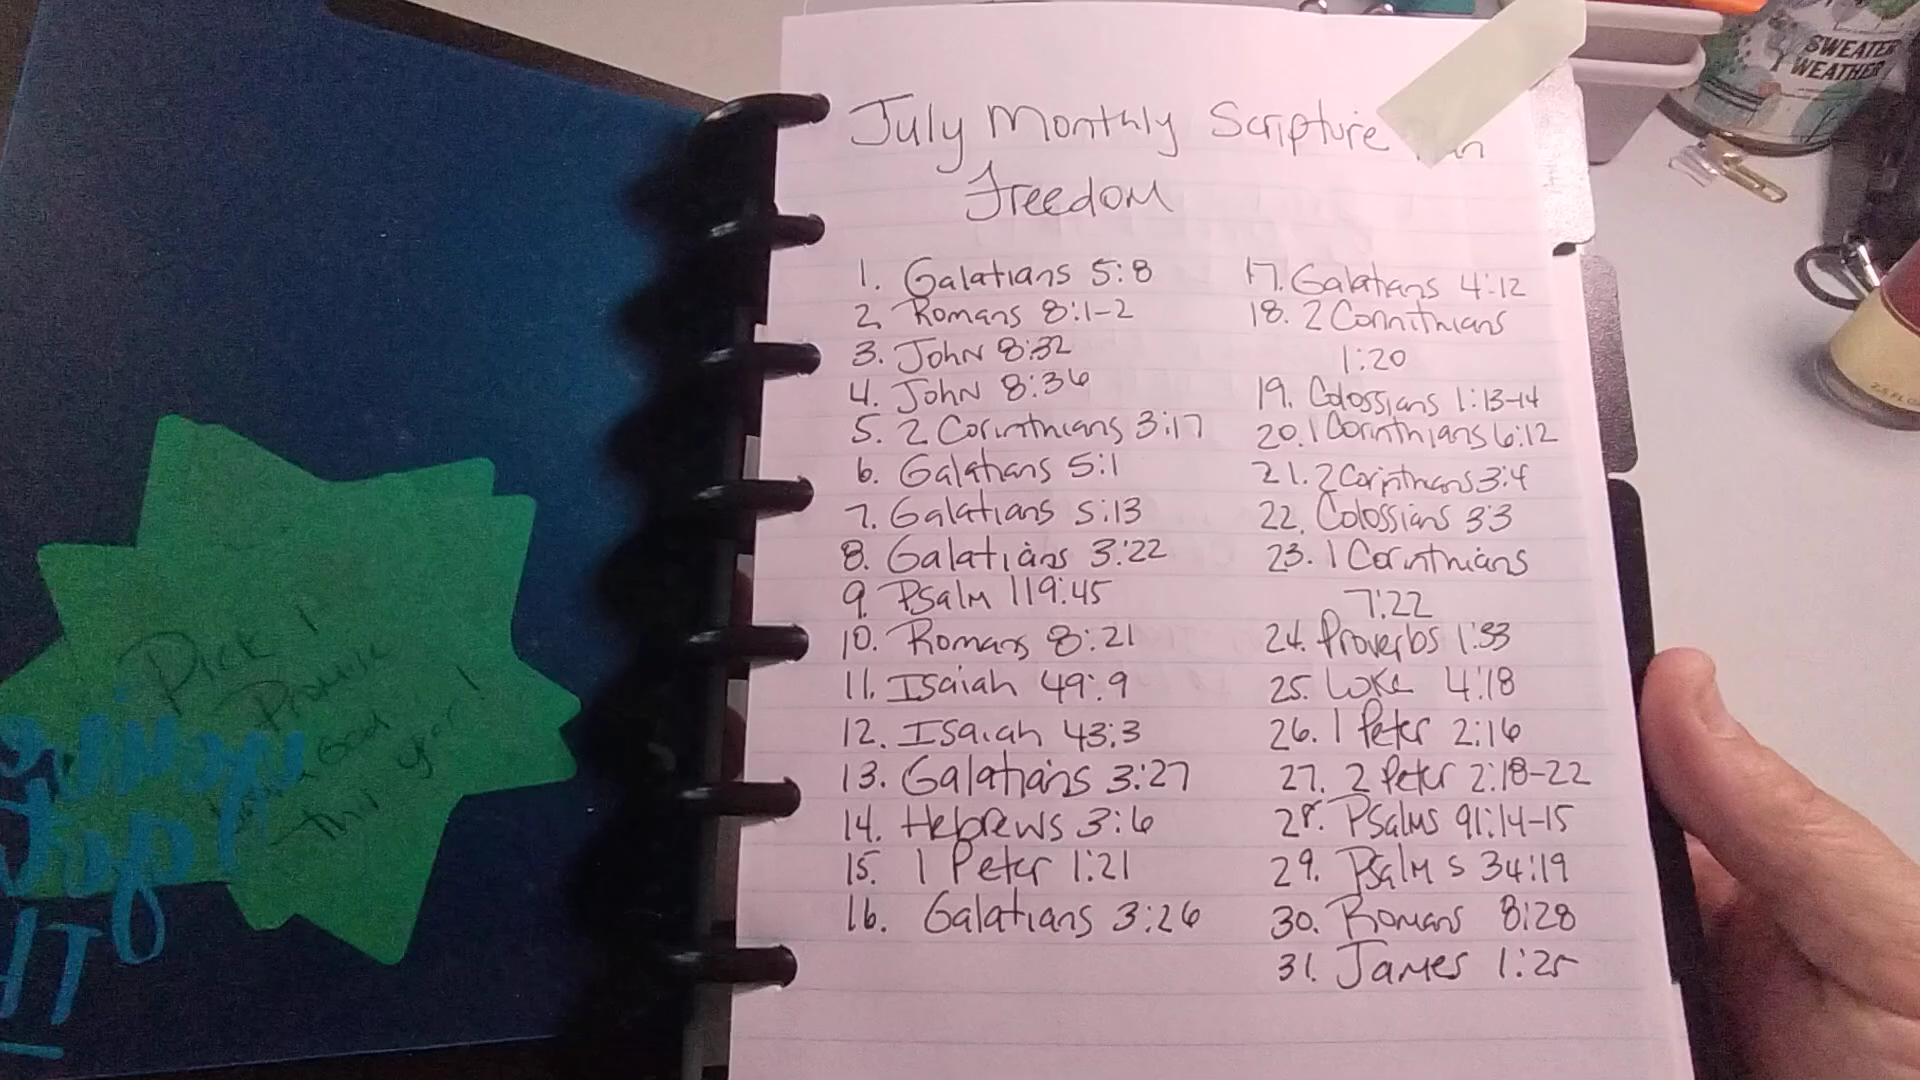 July Monthly Scripture
Freedom
1. Galatians 5:8
2. Romans 8:1-2
3. John 8:32
4. John 8:36
5. 2 Corinthians 3:17
6. Galatians 5:1
7. Galatians 5:13
8. Galatians 3:22
9. Psalm 119:45
10. Romans 8:21
11. Isaiah 49:9
12. Isaiah 43:3
13. Galatians 3:27
14. Hebrews 3:6
15. 1 Peter 1:21
16. Galatians 3:26
17. Galatians 4:12
18. 2 Corinthians
1:20
19. Colossians 1:13-14
20. 1 Corinthians 6:12
21. 2 Corinthians 3:4
22. Colossians 3:3
23. 1 Corinthians
7:22
24. Proverbs 1:33
25. Luke 4:18
26. 1 Peter 2:16
27. 2 Peter 2:18-22
28. Psalms 91:14-15
29. Psalms 34:19
30. Romans 8:28
31. James 1:25
Pick 1
Promise
God
this year!
SWEATER
WEATHER